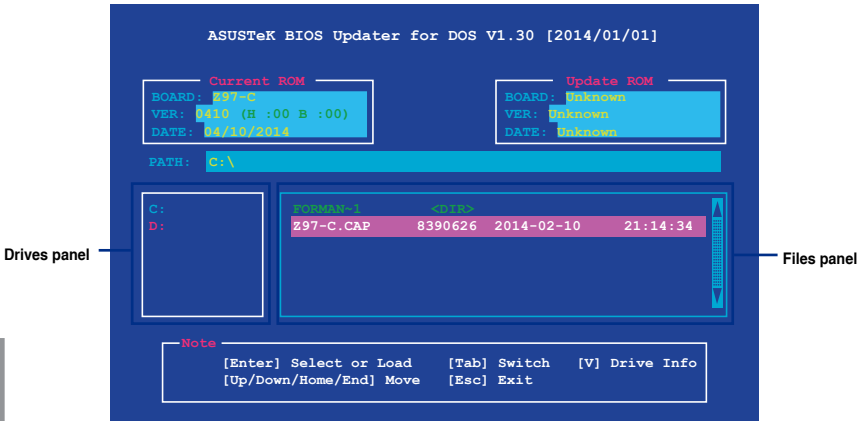 ASUSTeK BIOS Updater for DOS V1.30 [2014/01/01]
Current ROM
BOARD: Z97-C
VER: 0410 (H :00 B :00)
DATE: 04/10/2014
Update ROM
BOARD: Unknown
VER: Unknown
DATE: Unknown
PATH: C:\
C:
D:
FORMAN~1 <DIR>
Z97-C.CAP 8390626 2014-02-10 21:14:34
Drives panel
Files panel
Note
[Enter] Select or Load [Tab] Switch [V] Drive Info
[Up/Down/Home/End] Move [Esc] Exit